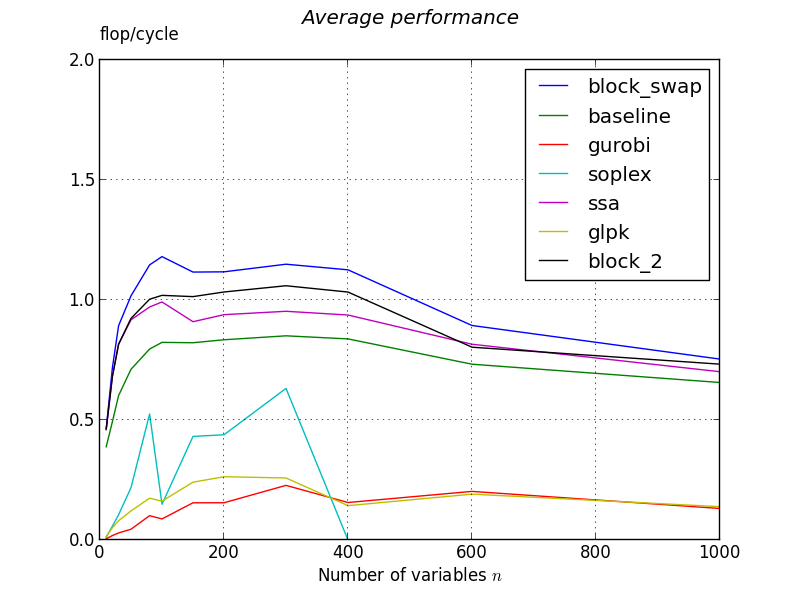 Average performance
flop/cycle
2.0
1.5
1.0
0.5
0.0
0 200 400 600 800 1000
Number of variables n
block_swap
baseline
gurobi
soplex
ssa
glpk
block_2